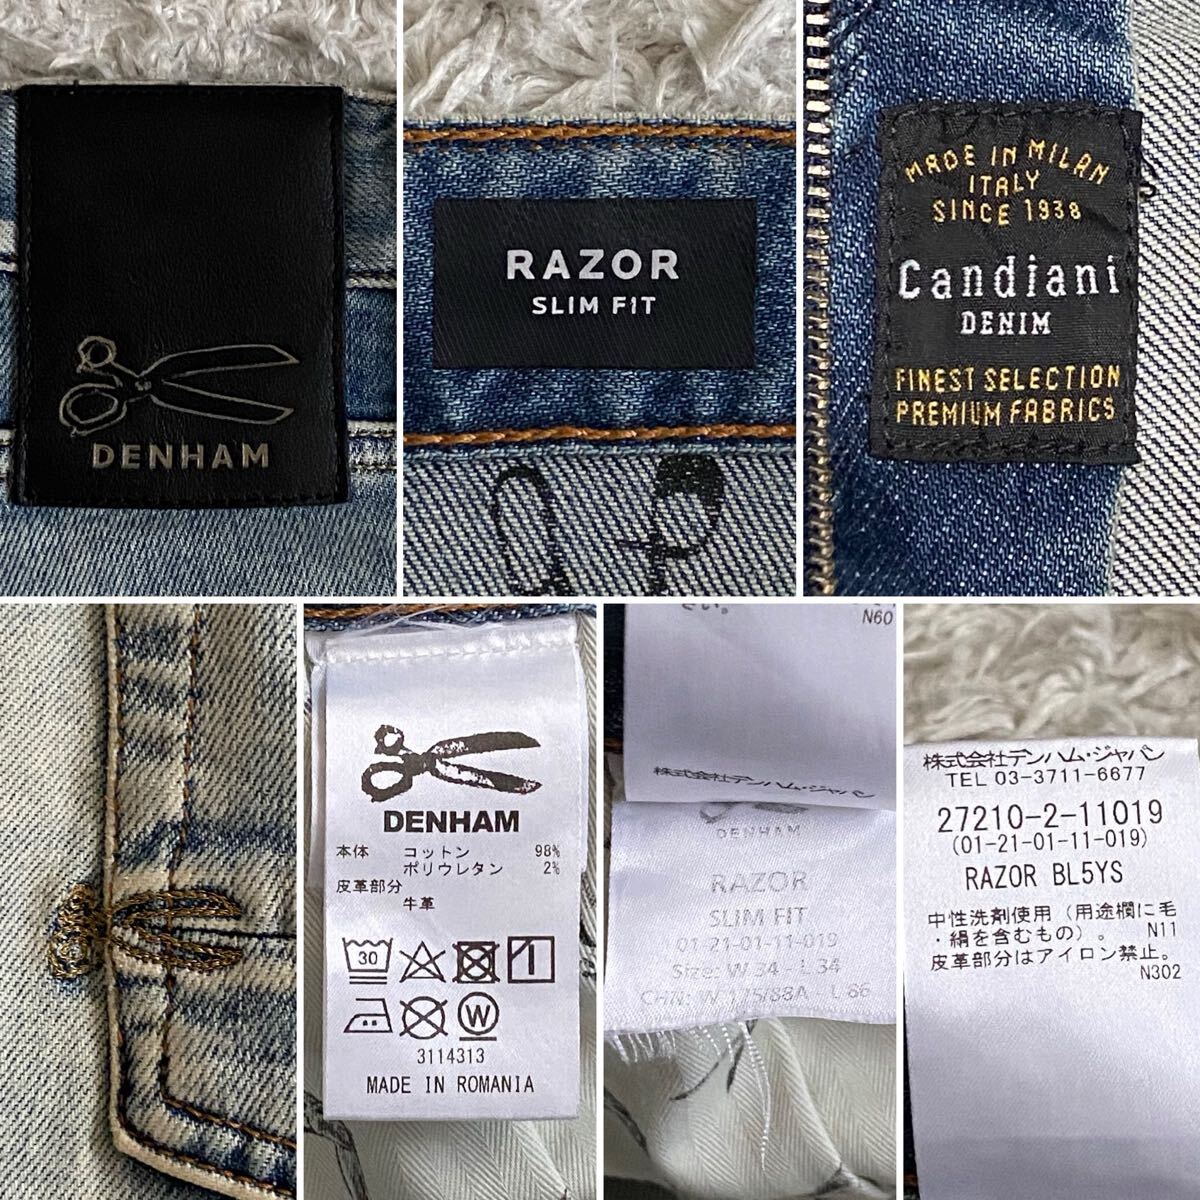 DENHAM
RAZOR
SLIM FIT
MADE IN MILAN
ITALY
SINCE 1938
Candiani
DENIM
FINEST SELECTION
PREMIUM FABRICS
DENHAM
本体 コットン 98%
ポリウレタン 2%
皮革部分
牛革
30
W
3114313
MADE IN ROMANIA
さい。
N60
株式会社デンハム・ジャパン
DENHAM
RAZOR
SLIM FIT
01-21-01-11-019
Size: W 34 - L 34
CHN: W 175/88A - L 86
株式会社デンハム・ジャパン
TEL 03-3711-6677
27210-2-11019
(01-21-01-11-019)
RAZOR BL5YS
中性洗剤使用（用途欄に毛
・絹を含むもの）。 N11
皮革部分はアイロン禁止。
N302